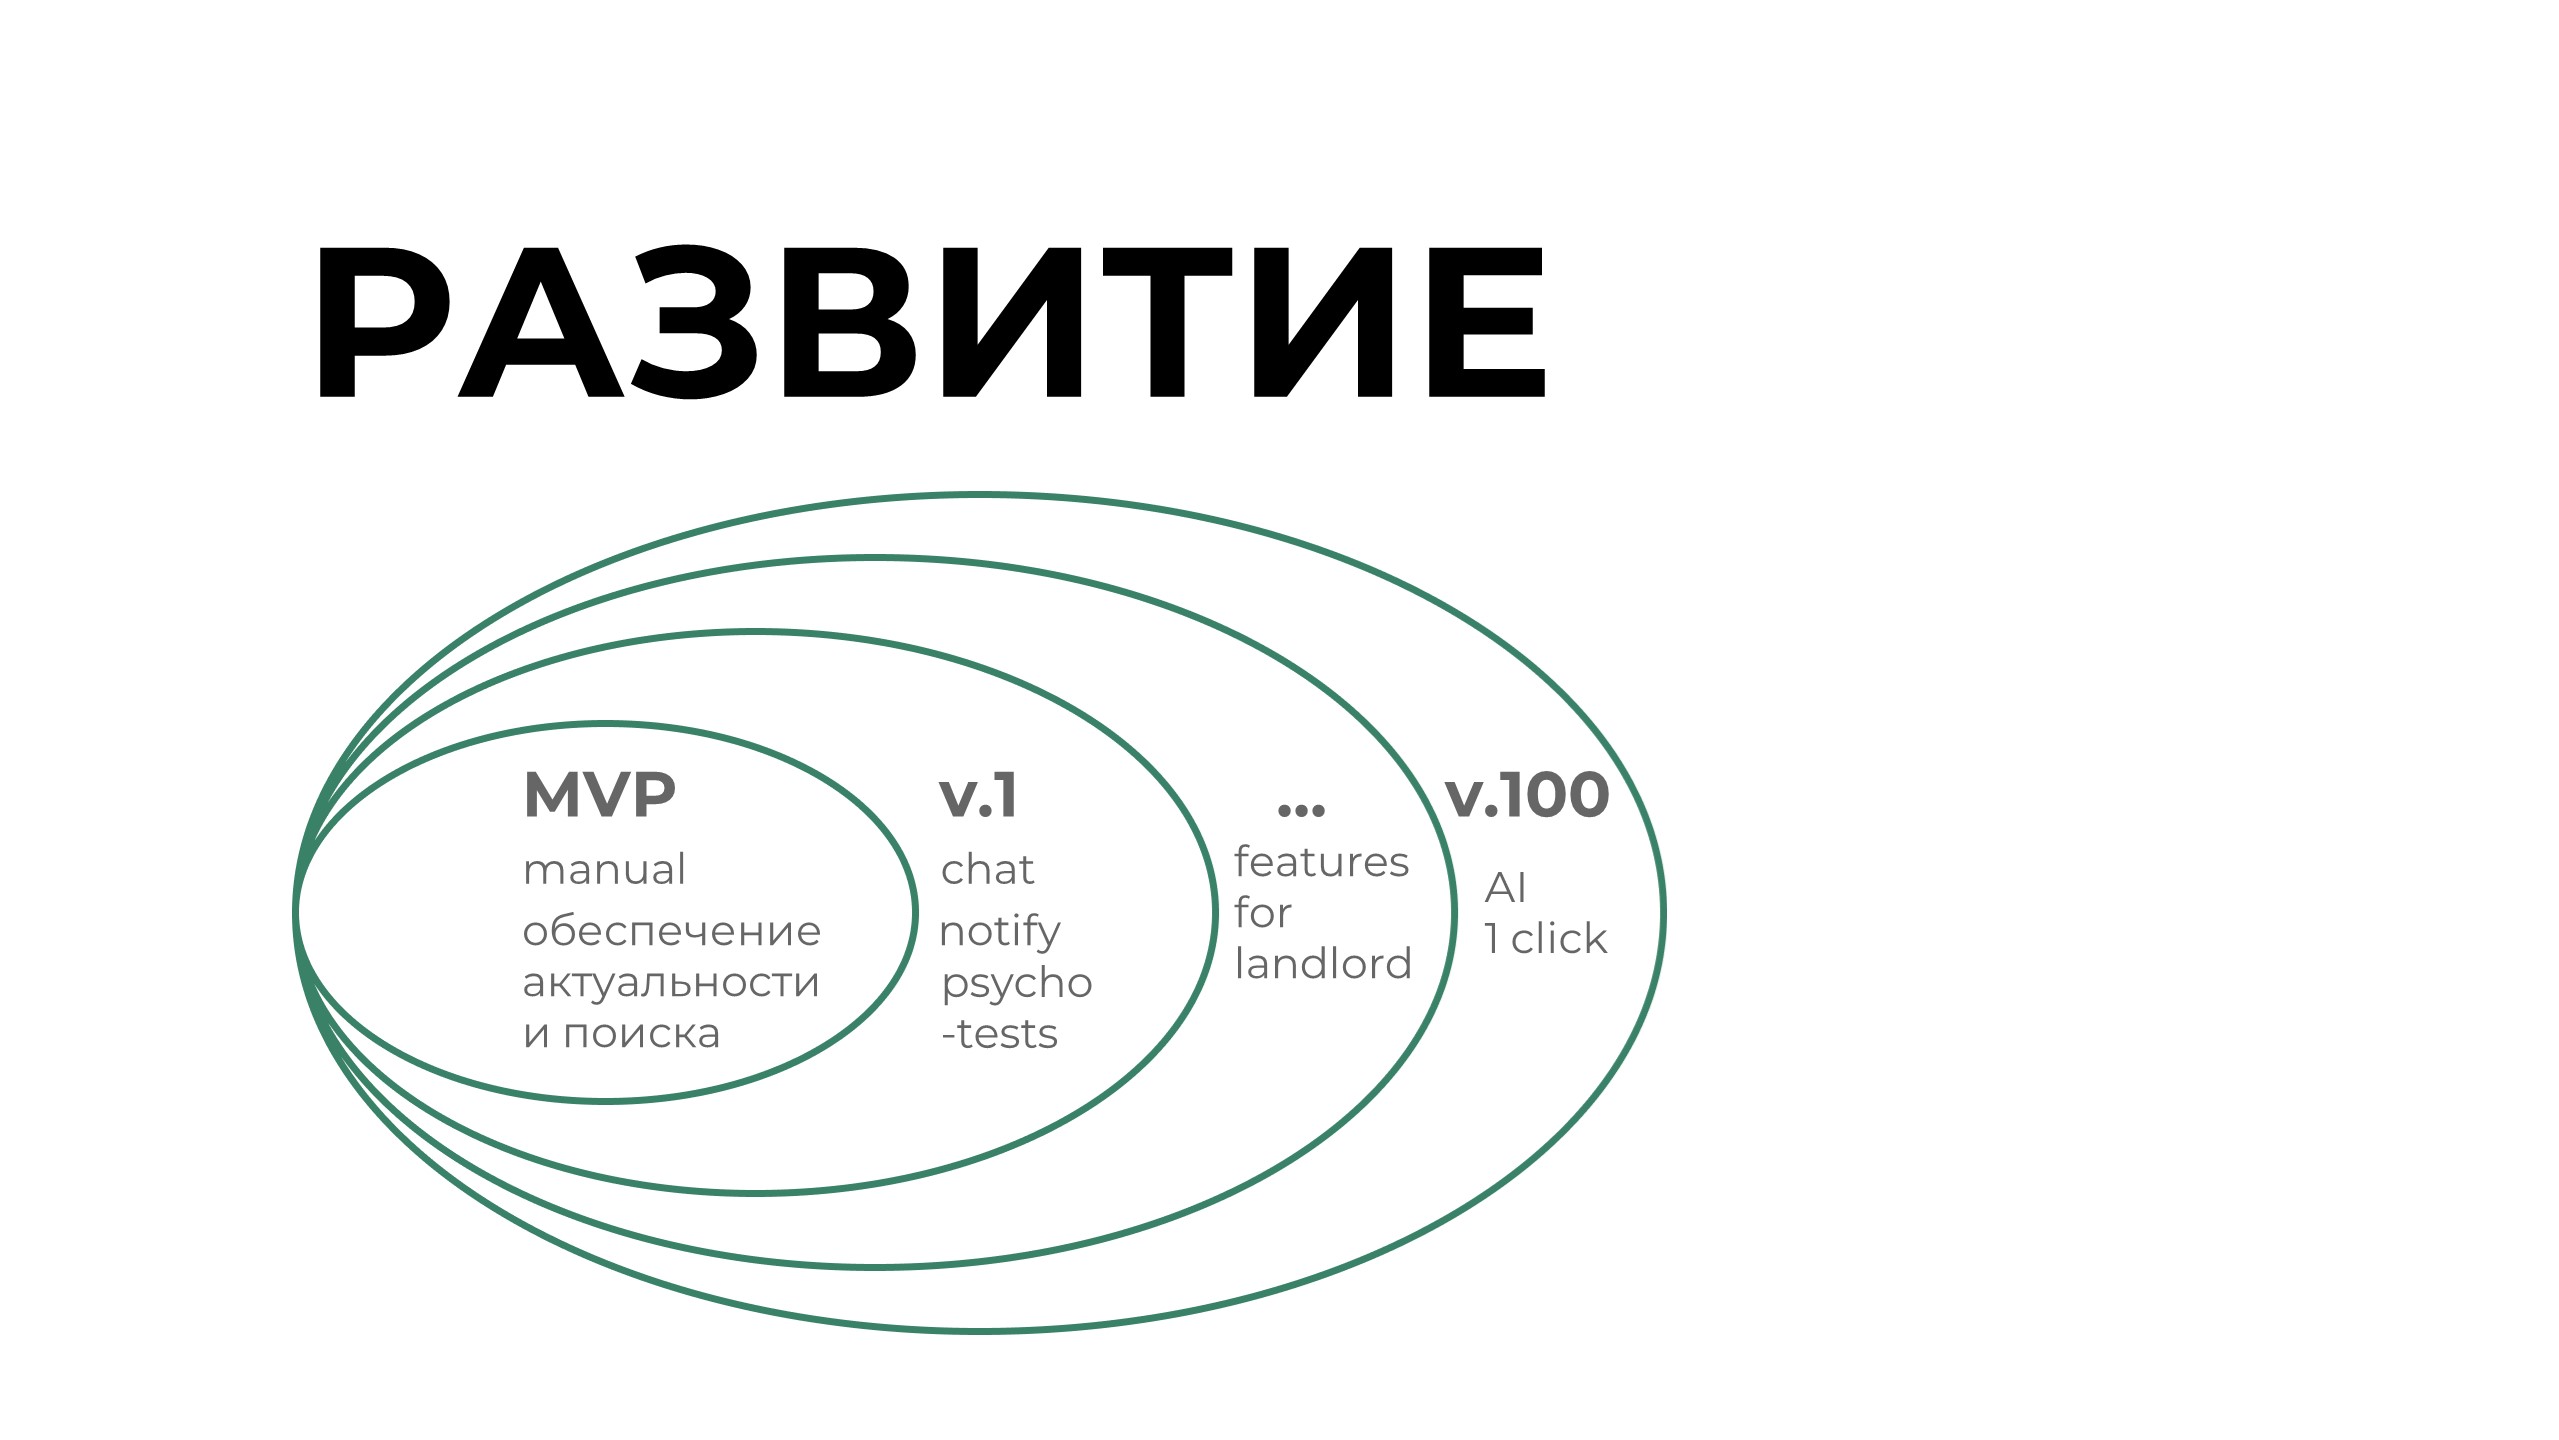 РАЗВИТИЕ
MVP
manual
обеспечение
актуальности
и поиска
v.1
chat
notify
psycho
-tests
...
features
for
landlord
v.100
AI
1 click